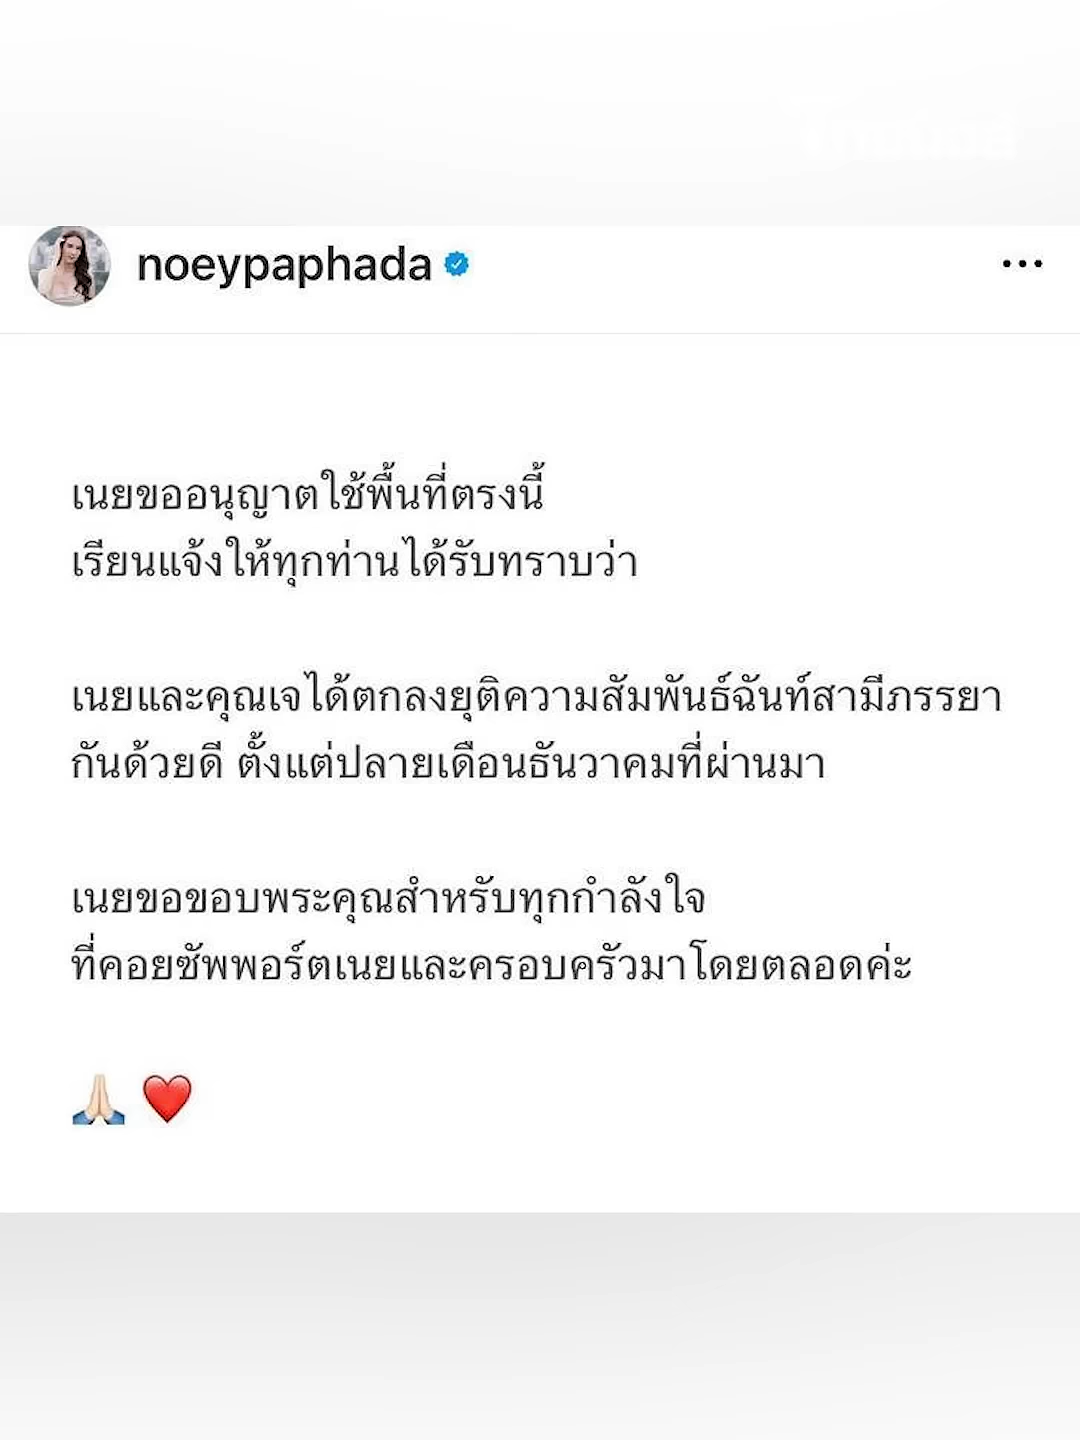 noeypaphada
เนยขออนุญาตใช้พื้นที่ตรงนี้
เรียนแจ้งให้ทุกท่านได้รับทราบว่า
เนยและคุณเจได้ตกลงยุติความสัมพันธ์ฉันท์สามีภรรยา
กันด้วยดี ตั้งแต่ปลายเดือนธันวาคมที่ผ่านมา
เนยขอขอบพระคุณสำหรับทุกกำลังใจ
ที่คอยซัพพอร์ตเนยและครอบครัวมาโดยตลอดค่ะ
🙏🏻 ❤️